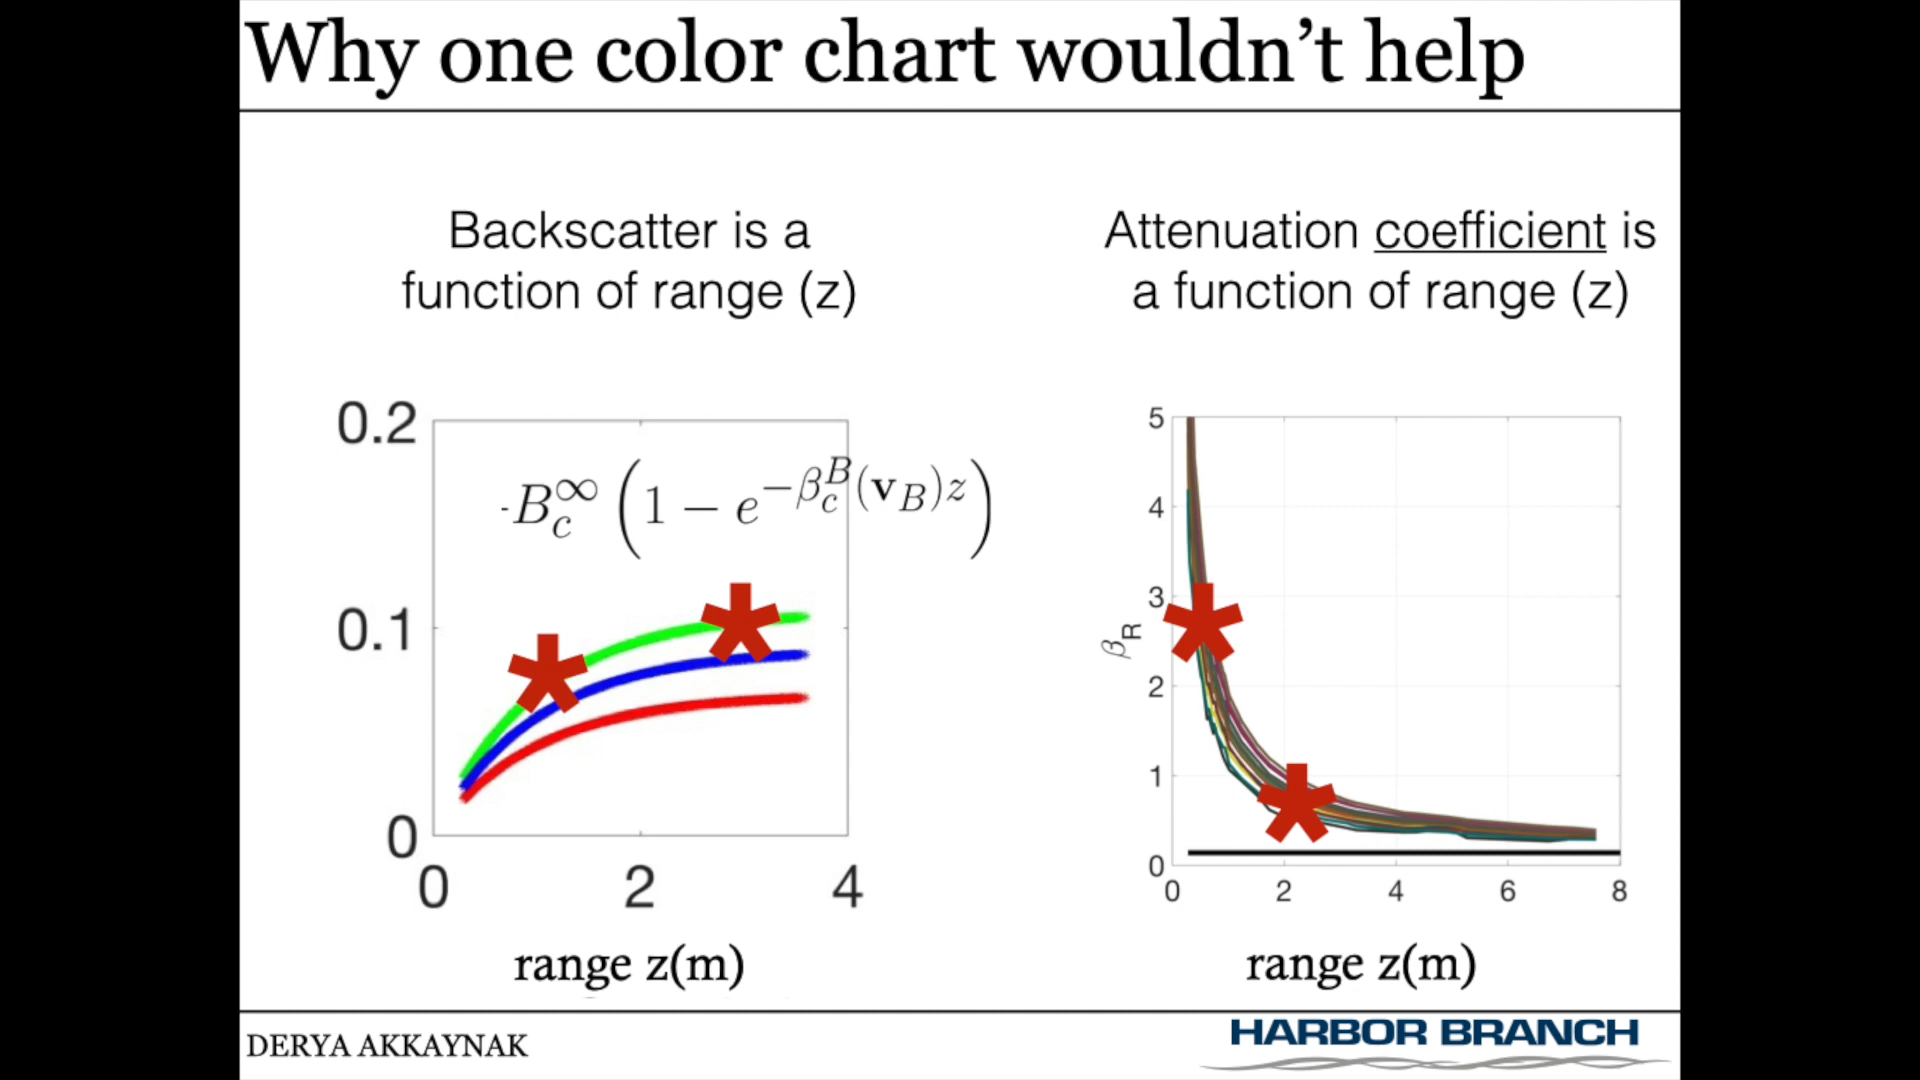 Why one color chart wouldn't help
Backscatter is a
function of range (z)
Attenuation coefficient is
a function of range (z)
0.2
0.1
0
0 2 4
range z(m)
B_c^∞ (1 − e^{−β_c^B(v_B)z})
5
4
3
2
1
0
β_R
0 2 4 6 8
range z(m)
DERYA AKKAYNAK
HARBOR BRANCH